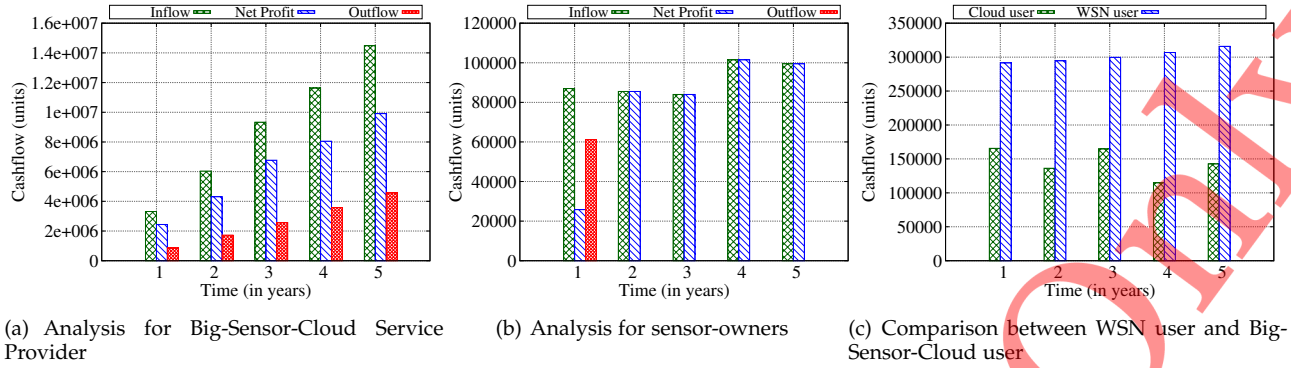 Inflow Net Profit Outflow
1.6e+007
1.4e+007
1.2e+007
1e+007
8e+006
6e+006
4e+006
2e+006
0
Cashflow (units)
1 2 3 4 5
Time (in years)
(a) Analysis for Big-Sensor-Cloud Service
Provider
Inflow Net Profit Outflow
120000
100000
80000
60000
40000
20000
0
Cashflow (units)
1 2 3 4 5
Time (in years)
(b) Analysis for sensor-owners
Cloud user WSN user
350000
300000
250000
200000
150000
100000
50000
0
Cashflow (units)
1 2 3 4 5
Time (in years)
(c) Comparison between WSN user and Big-
Sensor-Cloud user
Only